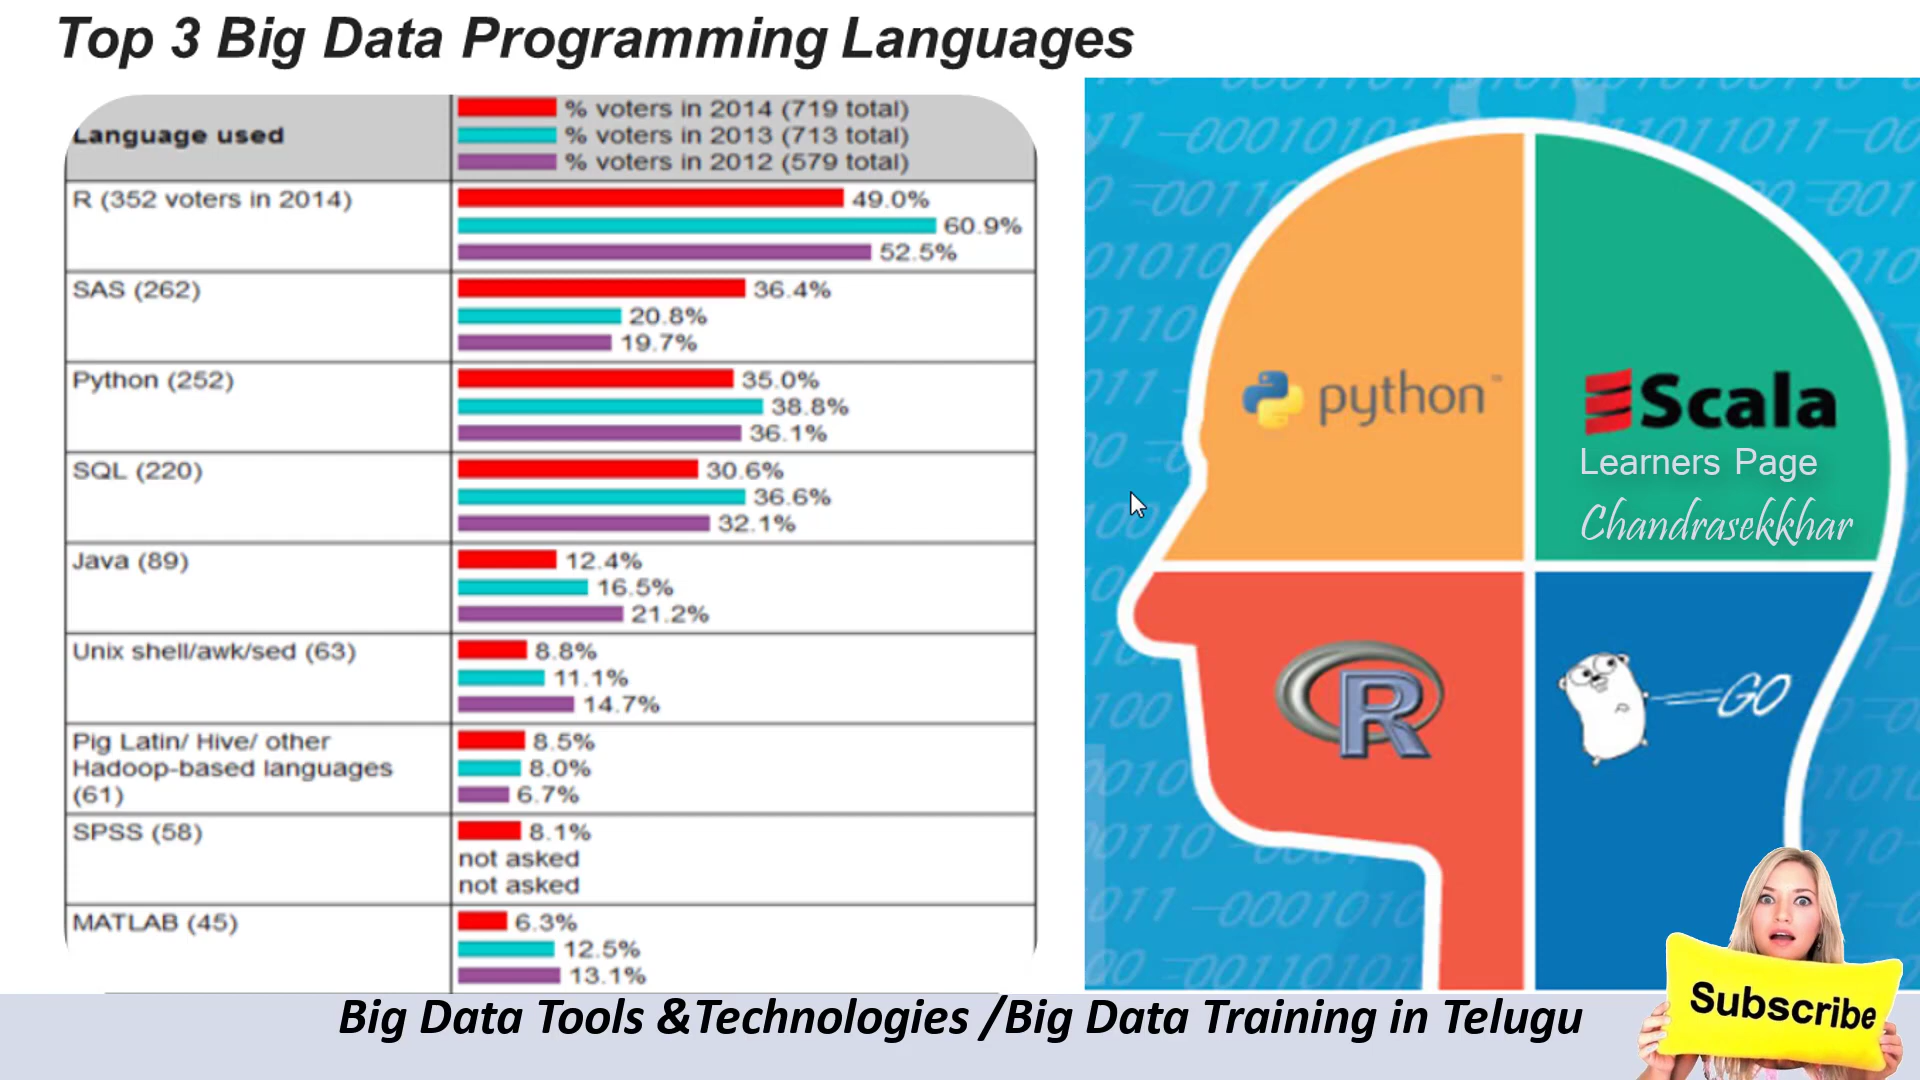 Top 3 Big Data Programming Languages
Language used
% voters in 2014 (719 total)
% voters in 2013 (713 total)
% voters in 2012 (579 total)
R (352 voters in 2014)
49.0%
60.9%
52.5%
SAS (262)
36.4%
20.8%
19.7%
Python (252)
35.0%
38.8%
36.1%
SQL (220)
30.6%
36.6%
32.1%
Java (89)
12.4%
16.5%
21.2%
Unix shell/awk/sed (63)
8.8%
11.1%
14.7%
Pig Latin/ Hive/ other
Hadoop-based languages
(61)
8.5%
8.0%
6.7%
SPSS (58)
8.1%
not asked
not asked
MATLAB (45)
6.3%
12.5%
13.1%
python™
Scala
Learners Page
Chandrasekkhar
R
GO
Subscribe
Big Data Tools &Technologies /Big Data Training in Telugu